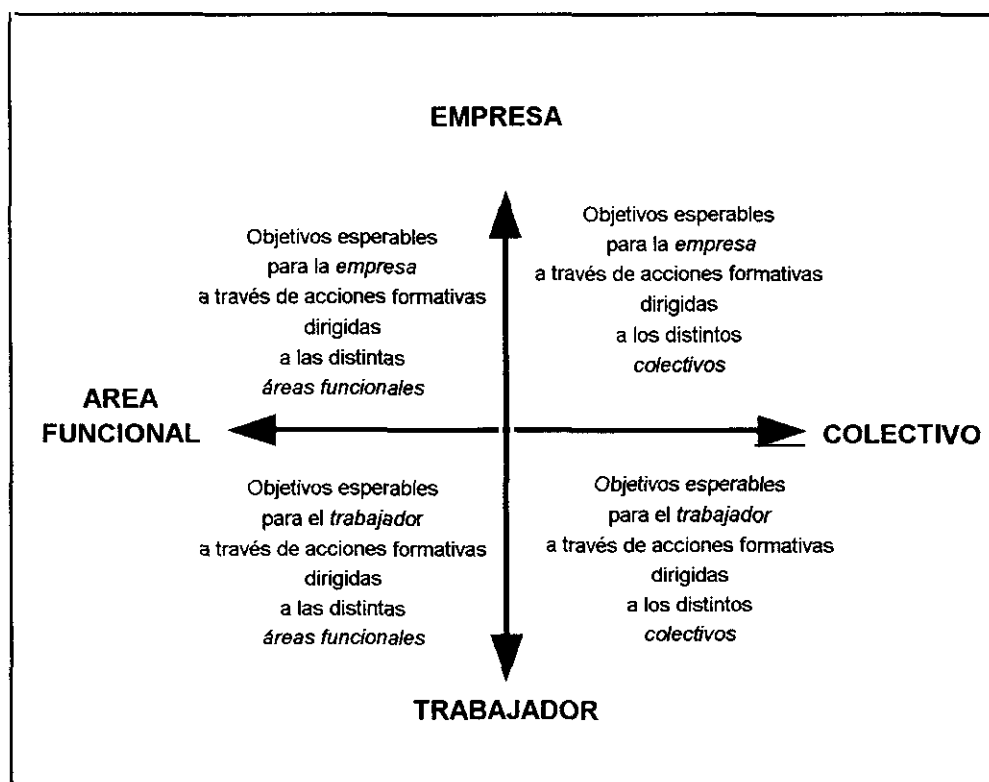 EMPRESA
Objetivos esperables
para la empresa
a través de acciones formativas
dirigidas
a las distintas
áreas funcionales
Objetivos esperables
para la empresa
a través de acciones formativas
dirigidas
a los distintos
colectivos
AREA
FUNCIONAL
COLECTIVO
Objetivos esperables
para el trabajador
a través de acciones formativas
dirigidas
a las distintas
áreas funcionales
Objetivos esperables
para el trabajador
a través de acciones formativas
dirigidas
a los distintos
colectivos
TRABAJADOR